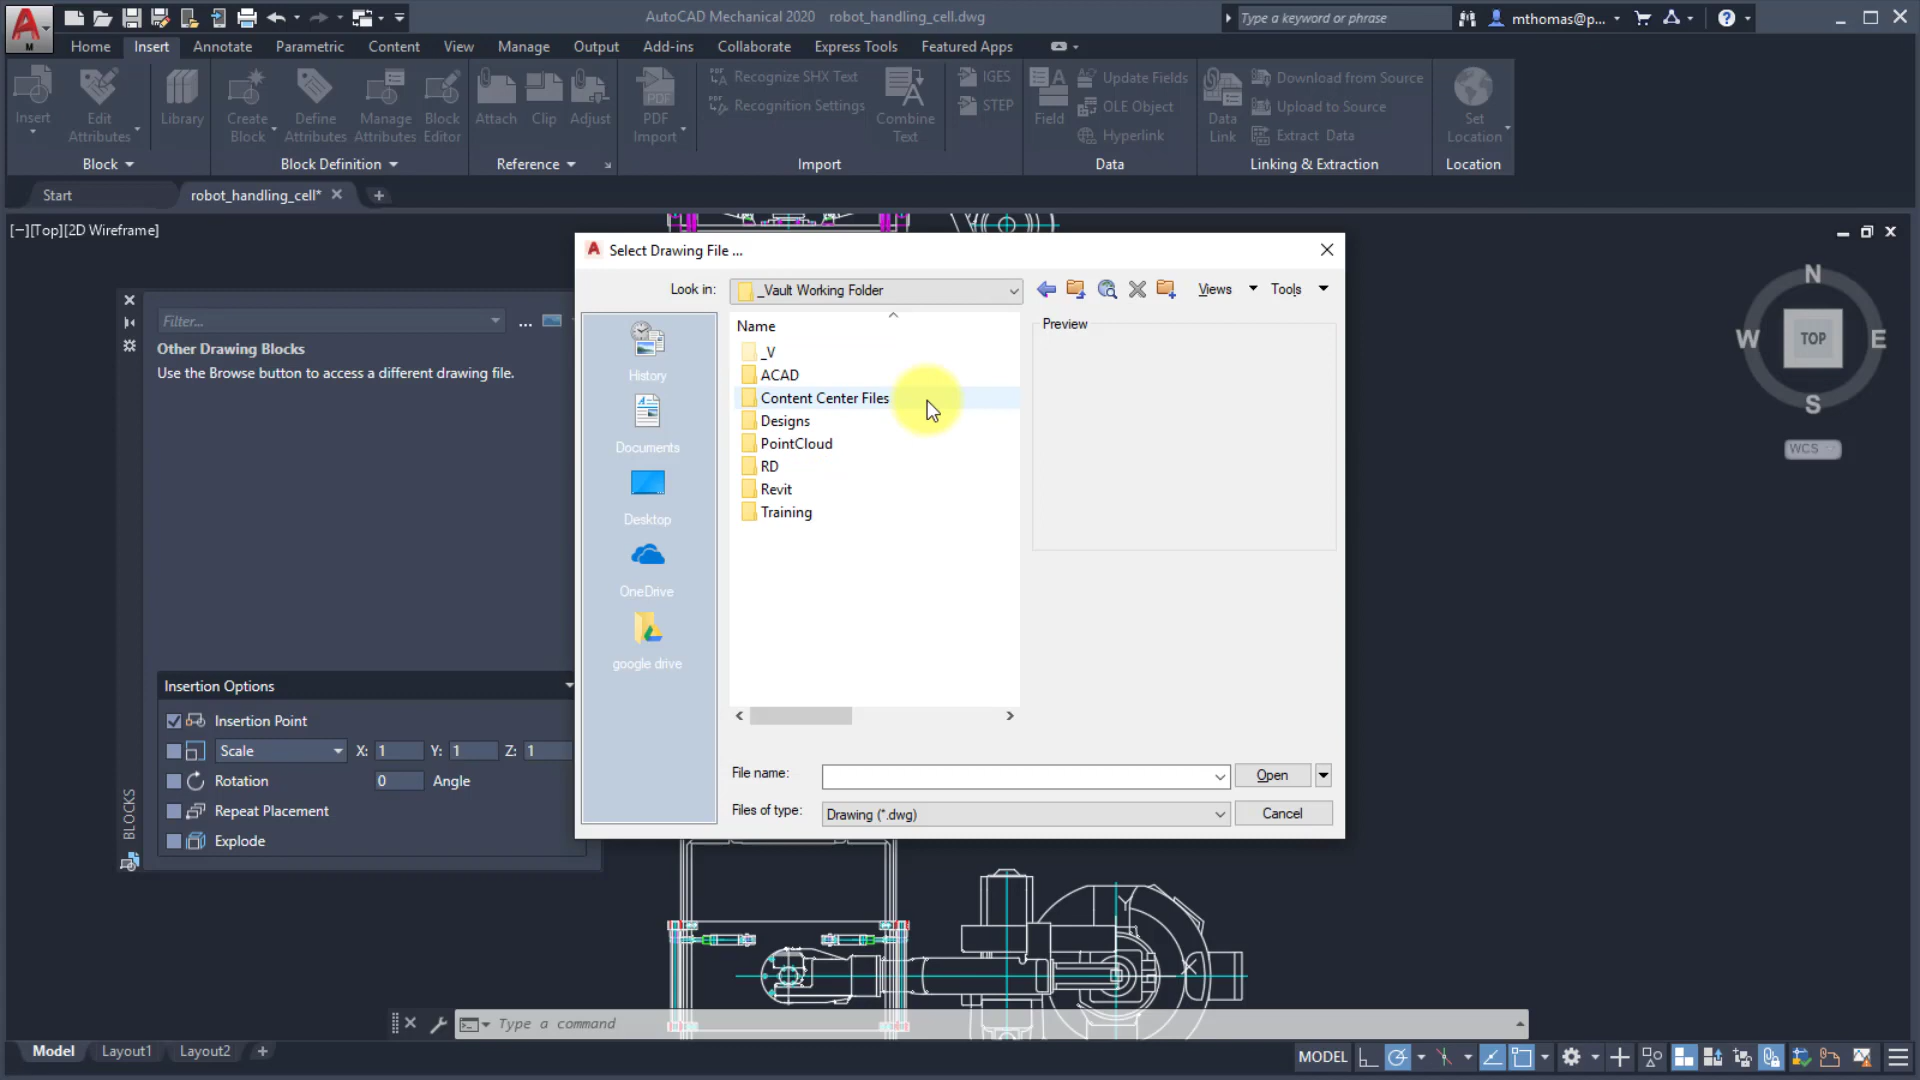 AutoCAD Mechanical 2020 robot_handling_cell.dwg
Type a keyword or phrase
mthomas@p...
M
Home Insert Annotate Parametric Content View Manage Output Add-ins Collaborate Express Tools Featured Apps
Insert
Edit
Attributes
Library
Create
Block
Define
Attributes
Manage
Attributes
Block
Editor
Attach
Clip
Adjust
PDF
PDF
Import
Recognize SHX Text
Recognition Settings
Combine
Text
IGES
STEP
Field
Update Fields
OLE Object
Hyperlink
Data
Link
Download from Source
Upload to Source
Extract Data
Set
Location
Block
Block Definition
Reference
Import
Data
Linking & Extraction
Location
Start
robot_handling_cell*
[−][Top][2D Wireframe]
Select Drawing File ...
Look in:
_Vault Working Folder
Views
Tools
Name
_V
ACAD
Content Center Files
Designs
PointCloud
RD
Revit
Training
Preview
History
Documents
Desktop
OneDrive
google drive
File name:
Open
Files of type:
Drawing (*.dwg)
Cancel
Filter...
...
Other Drawing Blocks
Use the Browse button to access a different drawing file.
Insertion Options
Insertion Point
Scale X: 1 Y: 1 Z: 1
Rotation 0 Angle
Repeat Placement
Explode
BLOCKS
N
W
TOP
E
S
WCS
Y
X
Type a command
Model
Layout1
Layout2
MODEL